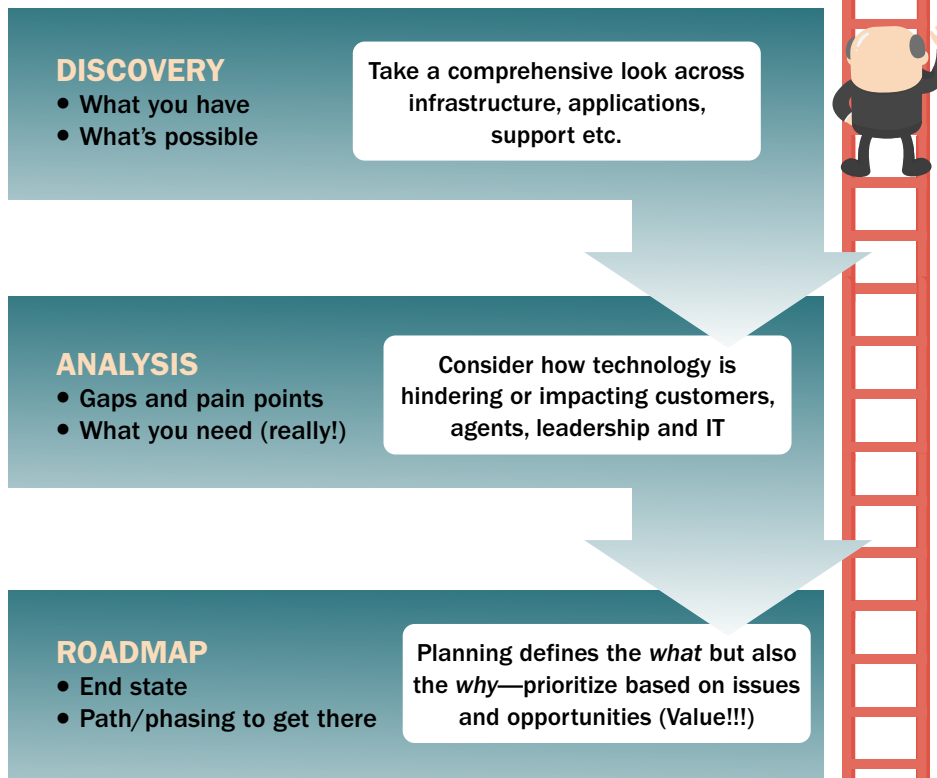 DISCOVERY
• What you have
• What’s possible
Take a comprehensive look across
infrastructure, applications,
support etc.
ANALYSIS
• Gaps and pain points
• What you need (really!)
Consider how technology is
hindering or impacting customers,
agents, leadership and IT
ROADMAP
• End state
• Path/phasing to get there
Planning defines the what but also
the why—prioritize based on issues
and opportunities (Value!!!)